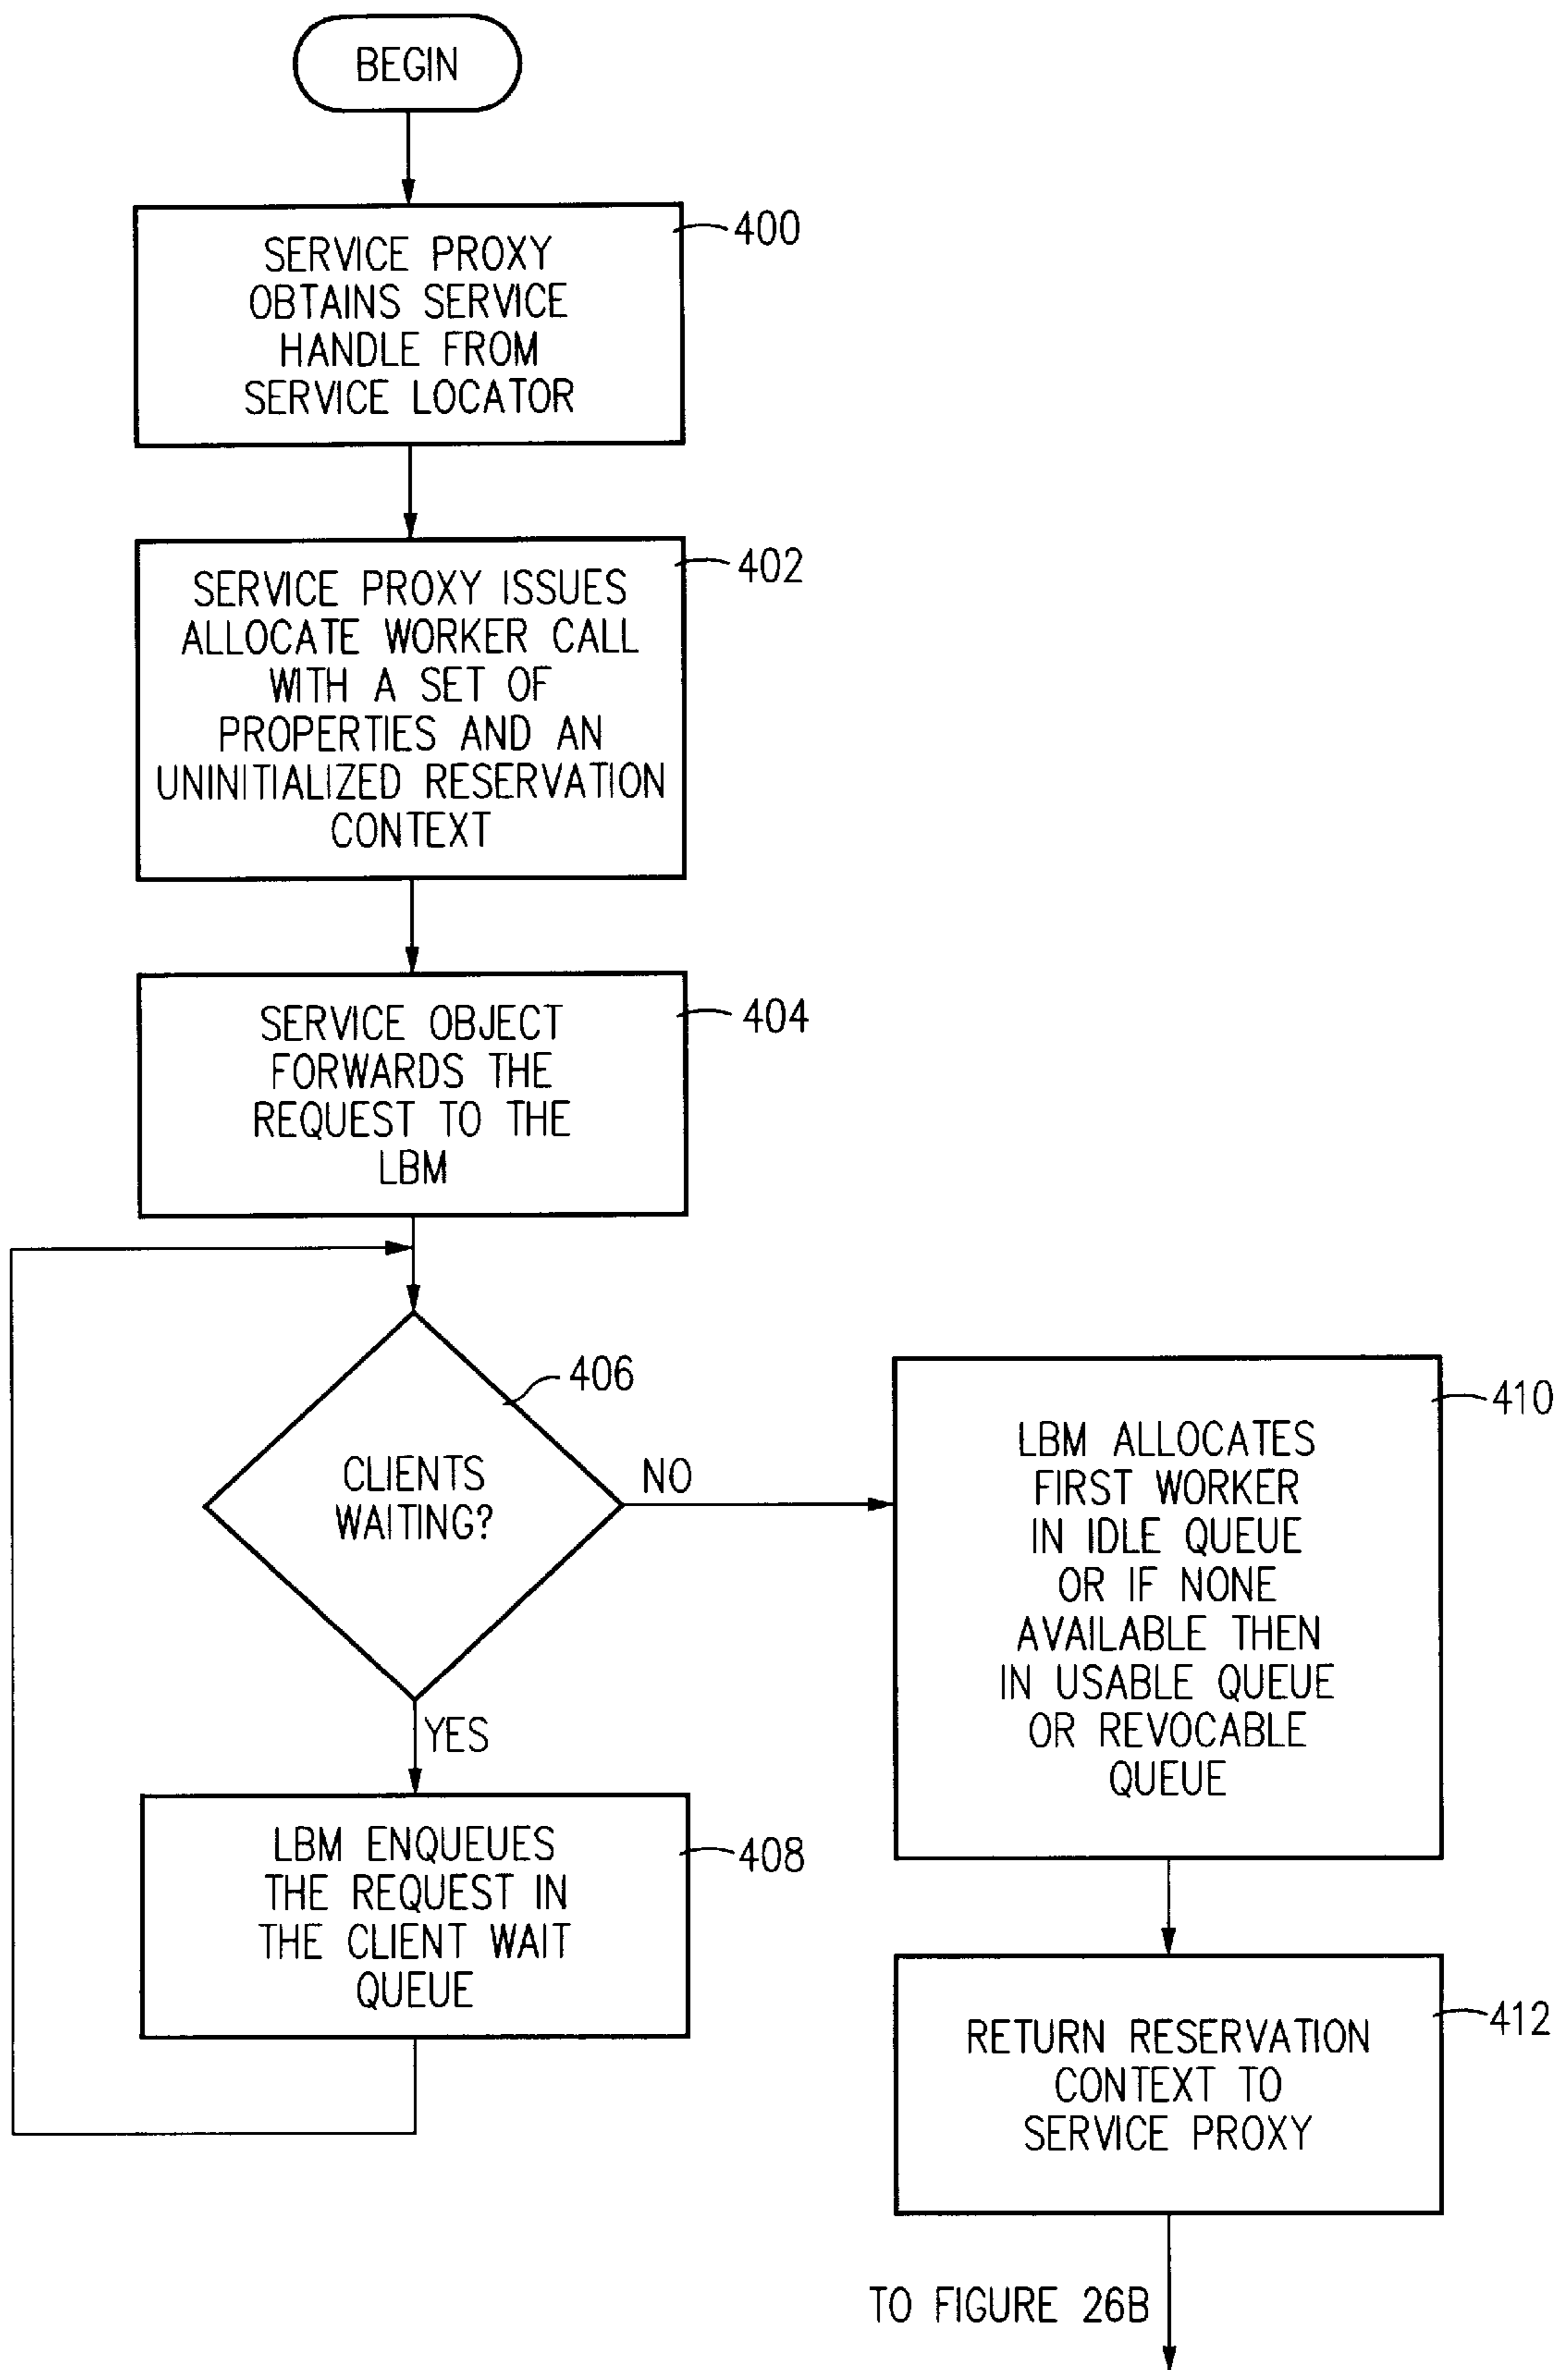 BEGIN
400
SERVICE PROXY
OBTAINS SERVICE
HANDLE FROM
SERVICE LOCATOR
402
SERVICE PROXY ISSUES
ALLOCATE WORKER CALL
WITH A SET OF
PROPERTIES AND AN
UNINITIALIZED RESERVATION
CONTEXT
404
SERVICE OBJECT
FORWARDS THE
REQUEST TO THE
LBM
406
CLIENTS
WAITING?
NO
YES
408
LBM ENQUEUES
THE REQUEST IN
THE CLIENT WAIT
QUEUE
410
LBM ALLOCATES
FIRST WORKER
IN IDLE QUEUE
OR IF NONE
AVAILABLE THEN
IN USABLE QUEUE
OR REVOCABLE
QUEUE
412
RETURN RESERVATION
CONTEXT TO
SERVICE PROXY
TO FIGURE 26B